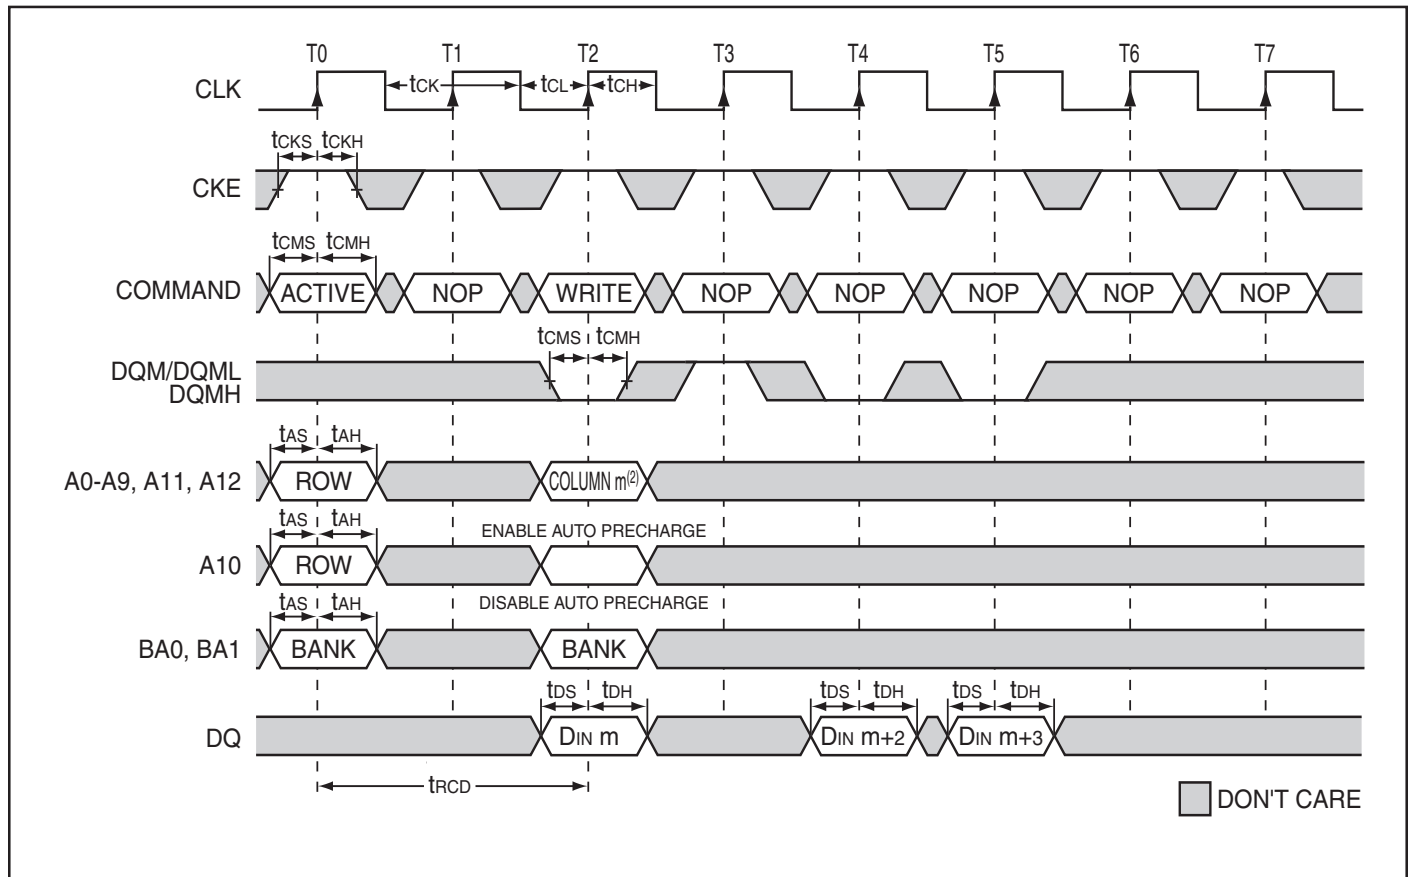 T0 T1 T2 T3 T4 T5 T6 T7
CLK tCK tCL tCH
tCKS tCKH
CKE
tCMS tCMH
COMMAND ACTIVE NOP WRITE NOP NOP NOP NOP NOP
tCMS tCMH
DQM/DQML
DQMH
tAS tAH
A0-A9, A11, A12 ROW COLUMN m(2)
tAS tAH ENABLE AUTO PRECHARGE
A10 ROW
tAS tAH DISABLE AUTO PRECHARGE
BA0, BA1 BANK BANK
tDS tDH tDS tDH tDS tDH
DQ DIN m DIN m+2 DIN m+3
tRCD
DON'T CARE